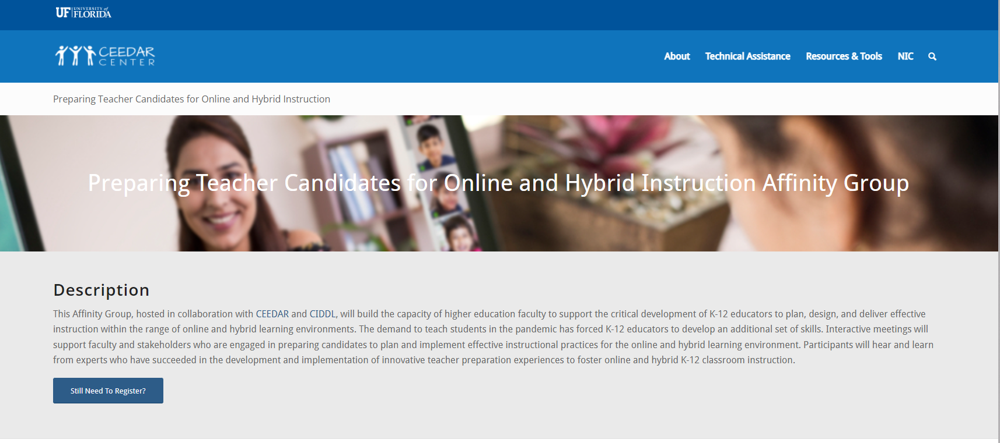 UF UNIVERSITY of
FLORIDA
CEEDAR
CENTER
About Technical Assistance Resources & Tools NIC
Preparing Teacher Candidates for Online and Hybrid Instruction
Preparing Teacher Candidates for Online and Hybrid Instruction Affinity Group
Description
This Affinity Group, hosted in collaboration with CEEDAR and CIDDL, will build the capacity of higher education faculty to support the critical development of K-12 educators to plan, design, and deliver effective
instruction within the range of online and hybrid learning environments. The demand to teach students in the pandemic has forced K-12 educators to develop an additional set of skills. Interactive meetings will
support faculty and stakeholders who are engaged in preparing candidates to plan and implement effective instructional practices for the online and hybrid learning environment. Participants will hear and learn
from experts who have succeeded in the development and implementation of innovative teacher preparation experiences to foster online and hybrid K-12 classroom instruction.
Still Need To Register?